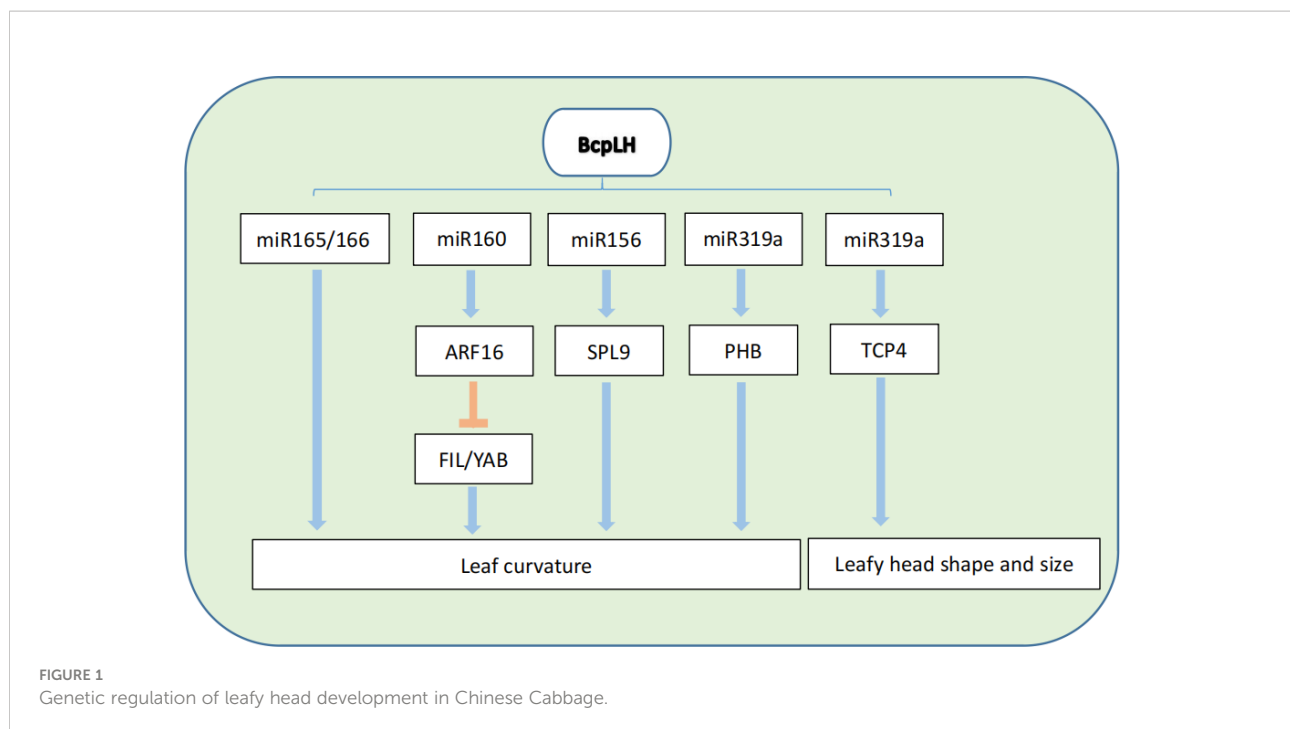 BcpLH
miR165/166
miR160
miR156
miR319a
miR319a
ARF16
SPL9
PHB
TCP4
FIL/YAB
Leaf curvature
Leafy head shape and size
FIGURE 1
Genetic regulation of leafy head development in Chinese Cabbage.